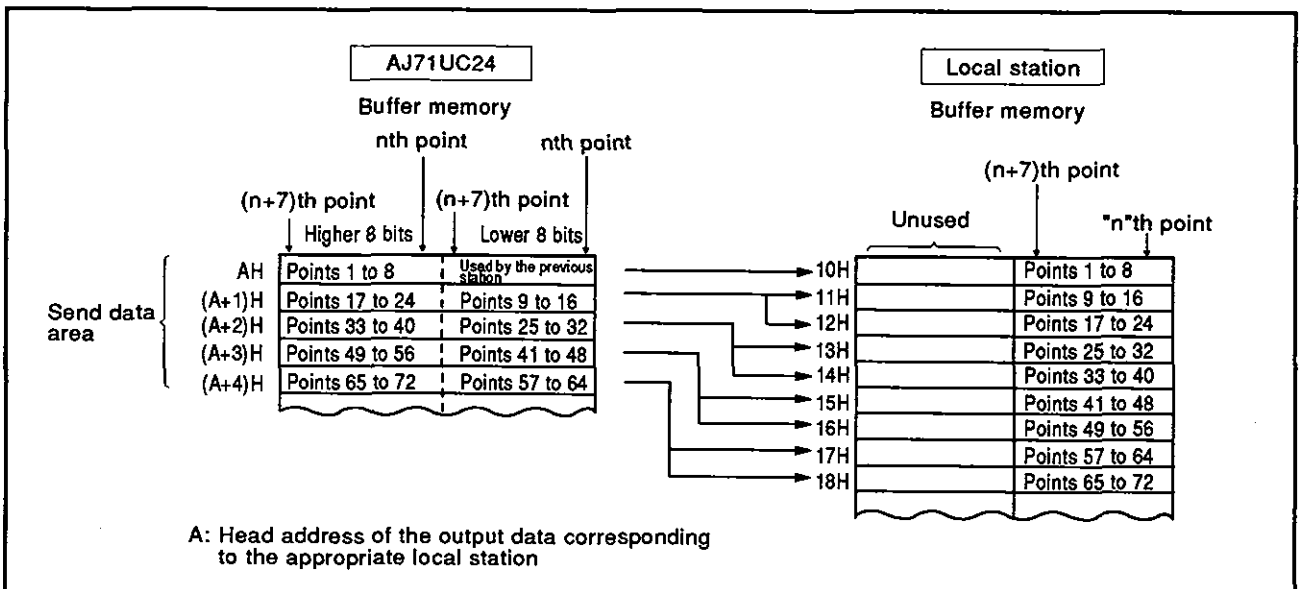 AJ71UC24
Buffer memory
nth point nth point
(n+7)th point (n+7)th point
Higher 8 bits Lower 8 bits
Send data area
AH Points 1 to 8 Used by the previous station
(A+1)H Points 17 to 24 Points 9 to 16
(A+2)H Points 33 to 40 Points 25 to 32
(A+3)H Points 49 to 56 Points 41 to 48
(A+4)H Points 65 to 72 Points 57 to 64
Local station
Buffer memory
(n+7)th point
Unused "n"th point
10H Points 1 to 8
11H Points 9 to 16
12H Points 17 to 24
13H Points 25 to 32
14H Points 33 to 40
15H Points 41 to 48
16H Points 49 to 56
17H Points 57 to 64
18H Points 65 to 72
A: Head address of the output data corresponding
to the appropriate local station